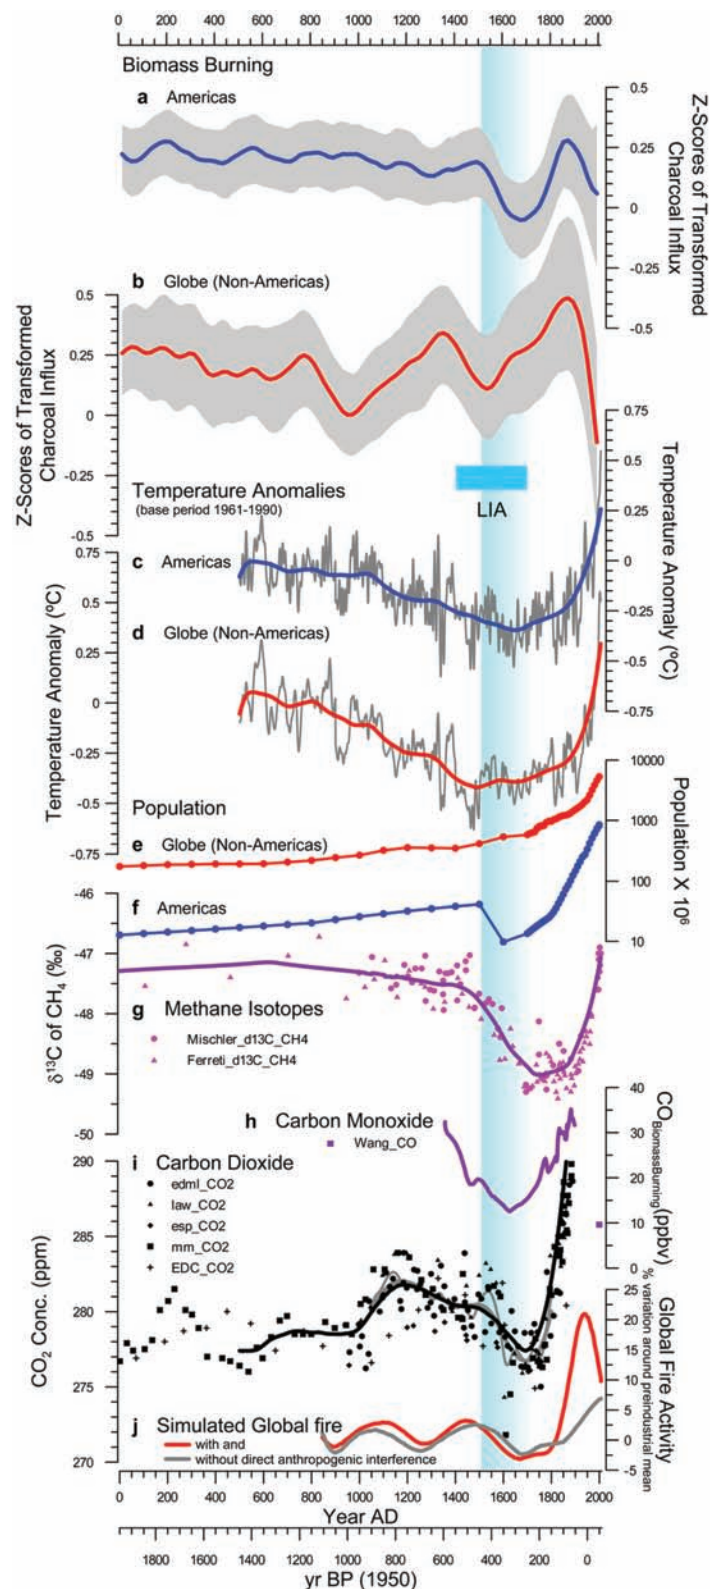 0 200 400 600 800 1000 1200 1400 1600 1800 2000
Biomass Burning
a Americas
0.5
0.25
0
-0.25
-0.5
Z-Scores of Transformed
Charcoal Influx
b Globe (Non-Americas)
0.5
0.25
0
-0.25
-0.5
Z-Scores of Transformed
Charcoal Influx
LIA
Temperature Anomalies
(base period 1961-1990)
c Americas
0.75
0.5
0.25
0
-0.25
-0.5
-0.75
Temperature Anomaly (ºC)
d Globe (Non-Americas)
0.75
0.5
0.25
0
-0.25
-0.5
-0.75
Temperature Anomaly (ºC)
Population
e Globe (Non-Americas)
f Americas
10000
1000
100
10
Population X 10⁶
-46
-47
-48
-49
-50
δ¹³C of CH₄ (‰)
g Methane Isotopes
Mischler_d13C_CH4
Ferreti_d13C_CH4
h Carbon Monoxide
Wang_CO
40
30
20
10
0
CO BiomassBurning (ppbv)
i Carbon Dioxide
edml_CO2
law_CO2
esp_CO2
mm_CO2
EDC_CO2
290
285
280
275
270
CO₂ Conc. (ppm)
25
20
15
10
5
0
-5
% variation around preindustrial mean
Global Fire Activity
j Simulated Global fire
with and
without direct anthropogenic interference
0 200 400 600 800 1000 1200 1400 1600 1800 2000
Year AD
1800 1600 1400 1200 1000 800 600 400 200 0
yr BP (1950)